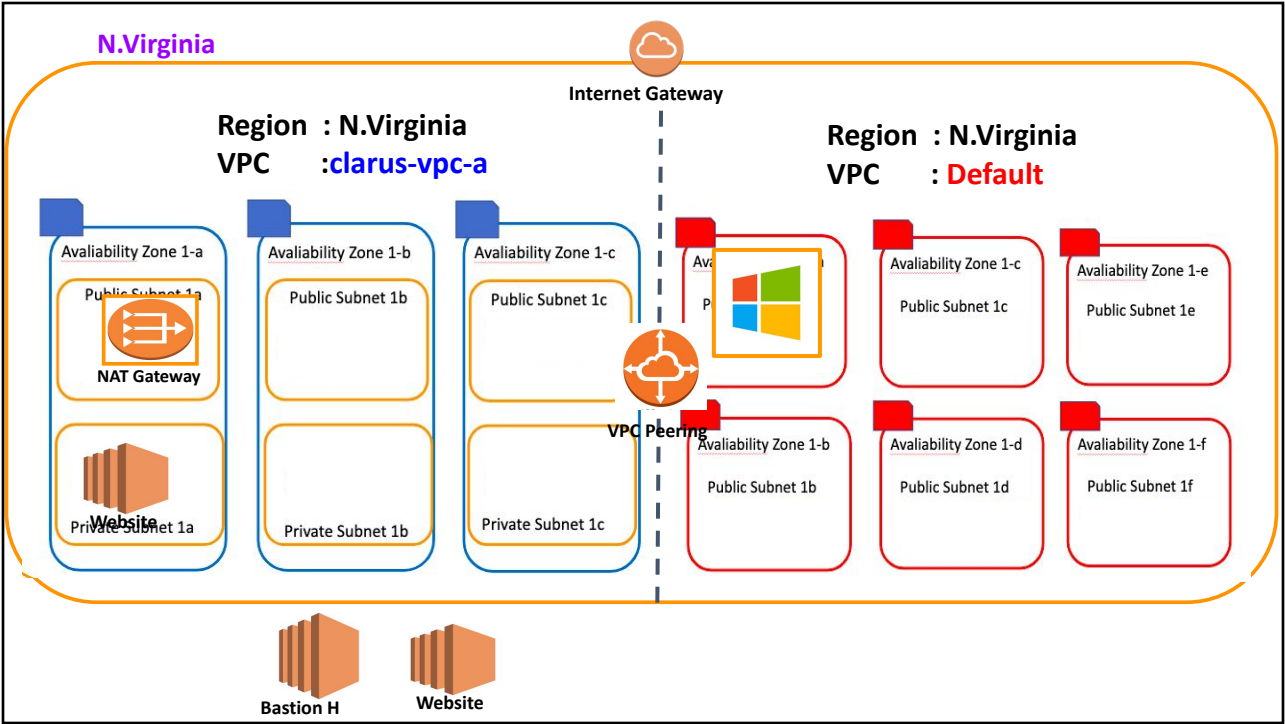 N.Virginia
Internet Gateway
Region : N.Virginia
VPC :clarus-vpc-a
Region : N.Virginia
VPC : Default
Avaliability Zone 1-a
Public Subnet 1a
NAT Gateway
Website
Private Subnet 1a
Avaliability Zone 1-b
Public Subnet 1b
Private Subnet 1b
Avaliability Zone 1-c
Public Subnet 1c
Private Subnet 1c
VPC Peering
Avaliability Zone 1-c
Public Subnet 1c
Avaliability Zone 1-e
Public Subnet 1e
Avaliability Zone 1-b
Public Subnet 1b
Avaliability Zone 1-d
Public Subnet 1d
Avaliability Zone 1-f
Public Subnet 1f
Bastion H
Website